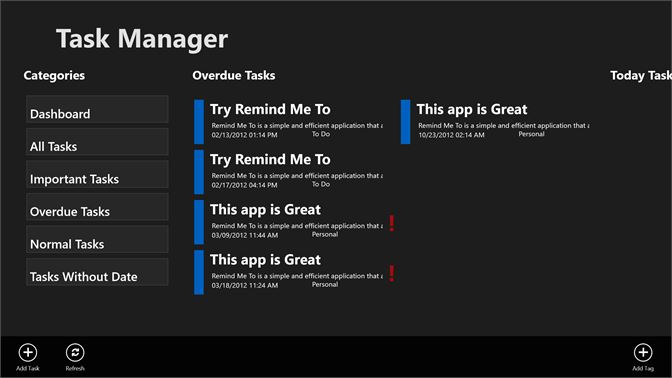 Task Manager
Categories
Dashboard
All Tasks
Important Tasks
Overdue Tasks
Normal Tasks
Tasks Without Date
Overdue Tasks
Try Remind Me To
Remind Me To is a simple and efficient application that a
02/13/2012 01:14 PM To Do
Try Remind Me To
Remind Me To is a simple and efficient application that a
02/17/2012 04:14 PM To Do
This app is Great
Remind Me To is a simple and efficient application that a
03/09/2012 11:44 AM Personal
!
This app is Great
Remind Me To is a simple and efficient application that a
03/18/2012 11:24 AM Personal
!
This app is Great
Remind Me To is a simple and efficient application that a
10/23/2012 02:14 AM Personal
Today Task
Add Task
Refresh
Add Tag